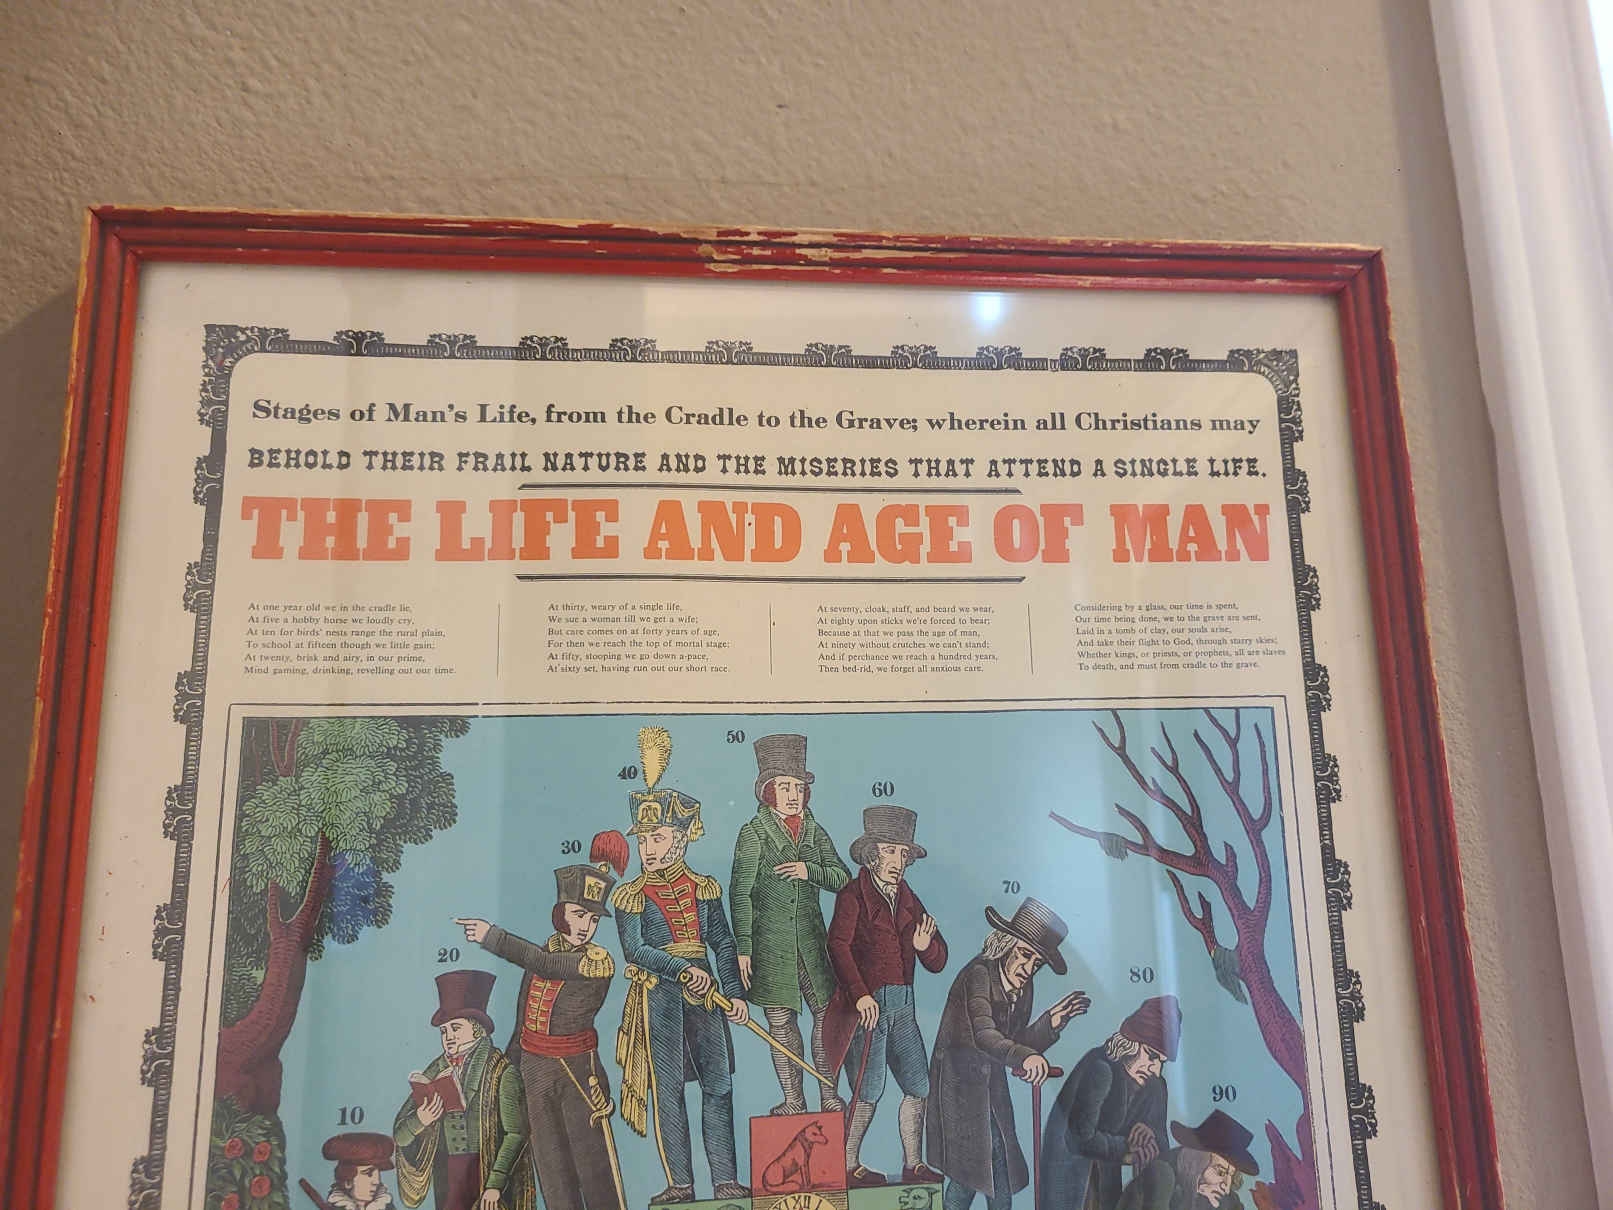 Stages of Man's Life, from the Cradle to the Grave; wherein all Christians may
BEHOLD THEIR FRAIL NATURE AND THE MISERIES THAT ATTEND A SINGLE LIFE.
THE LIFE AND AGE OF MAN
At one year old we in the cradle lie,
At five a hobby horse we loudly cry,
At ten for birds' nests range the rural plain,
To school at fifteen though we little gain;
At twenty, brisk and airy, in our prime,
Mind gaming, drinking, revelling out our time.
At thirty, weary of a single life,
We sue a woman till we get a wife;
But care comes on at forty years of age,
For then we reach the top of mortal stage;
At fifty, stooping we go down a-pace,
At sixty set, having run out our short race.
At seventy, cloak, staff, and beard we wear,
At eighty upon sticks we're forced to bear;
Because at that we pass the age of man,
At ninety without crutches we can't stand;
And if perchance we reach a hundred years,
Then bed-rid, we forget all anxious care.
Considering by a glass, our time is spent,
Our time being done, we to the grave are sent,
Laid in a tomb of clay, our souls arise,
And take their flight to God, through starry skies;
Whether kings, or priests, or prophets, all are slaves
To death, and must from cradle to the grave.
50
40
60
30
70
20
80
90
10